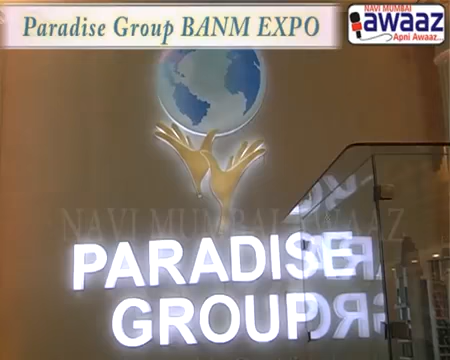 Paradise Group BANM EXPO
NAVI MUMBAI
awaaz
Apni Awaaz...
NAVI MUMBAI AWAAZ
PARADISE
GROUP